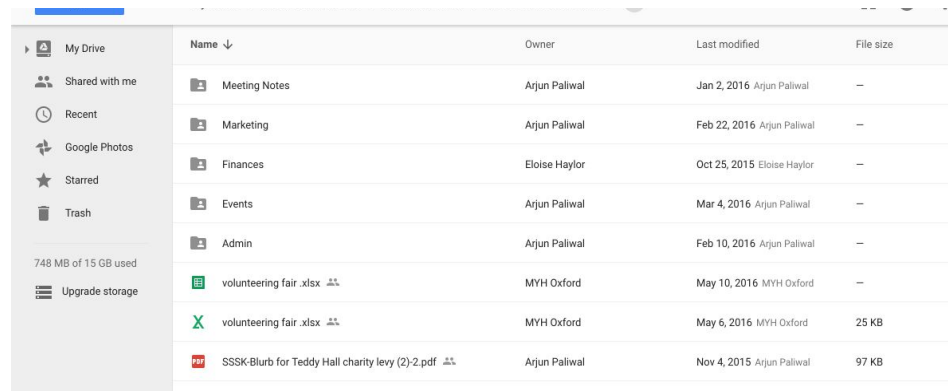 My Drive
Shared with me
Recent
Google Photos
Starred
Trash
748 MB of 15 GB used
Upgrade storage
Name Owner Last modified File size
Meeting Notes Arjun Paliwal Jan 2, 2016 Arjun Paliwal –
Marketing Arjun Paliwal Feb 22, 2016 Arjun Paliwal –
Finances Eloise Haylor Oct 25, 2015 Eloise Haylor –
Events Arjun Paliwal Mar 4, 2016 Arjun Paliwal –
Admin Arjun Paliwal Feb 10, 2016 Arjun Paliwal –
volunteering fair .xlsx MYH Oxford May 10, 2016 MYH Oxford –
volunteering fair .xlsx MYH Oxford May 6, 2016 MYH Oxford 25 KB
PDF SSSK-Blurb for Teddy Hall charity levy (2)-2.pdf Arjun Paliwal Nov 4, 2015 Arjun Paliwal 97 KB